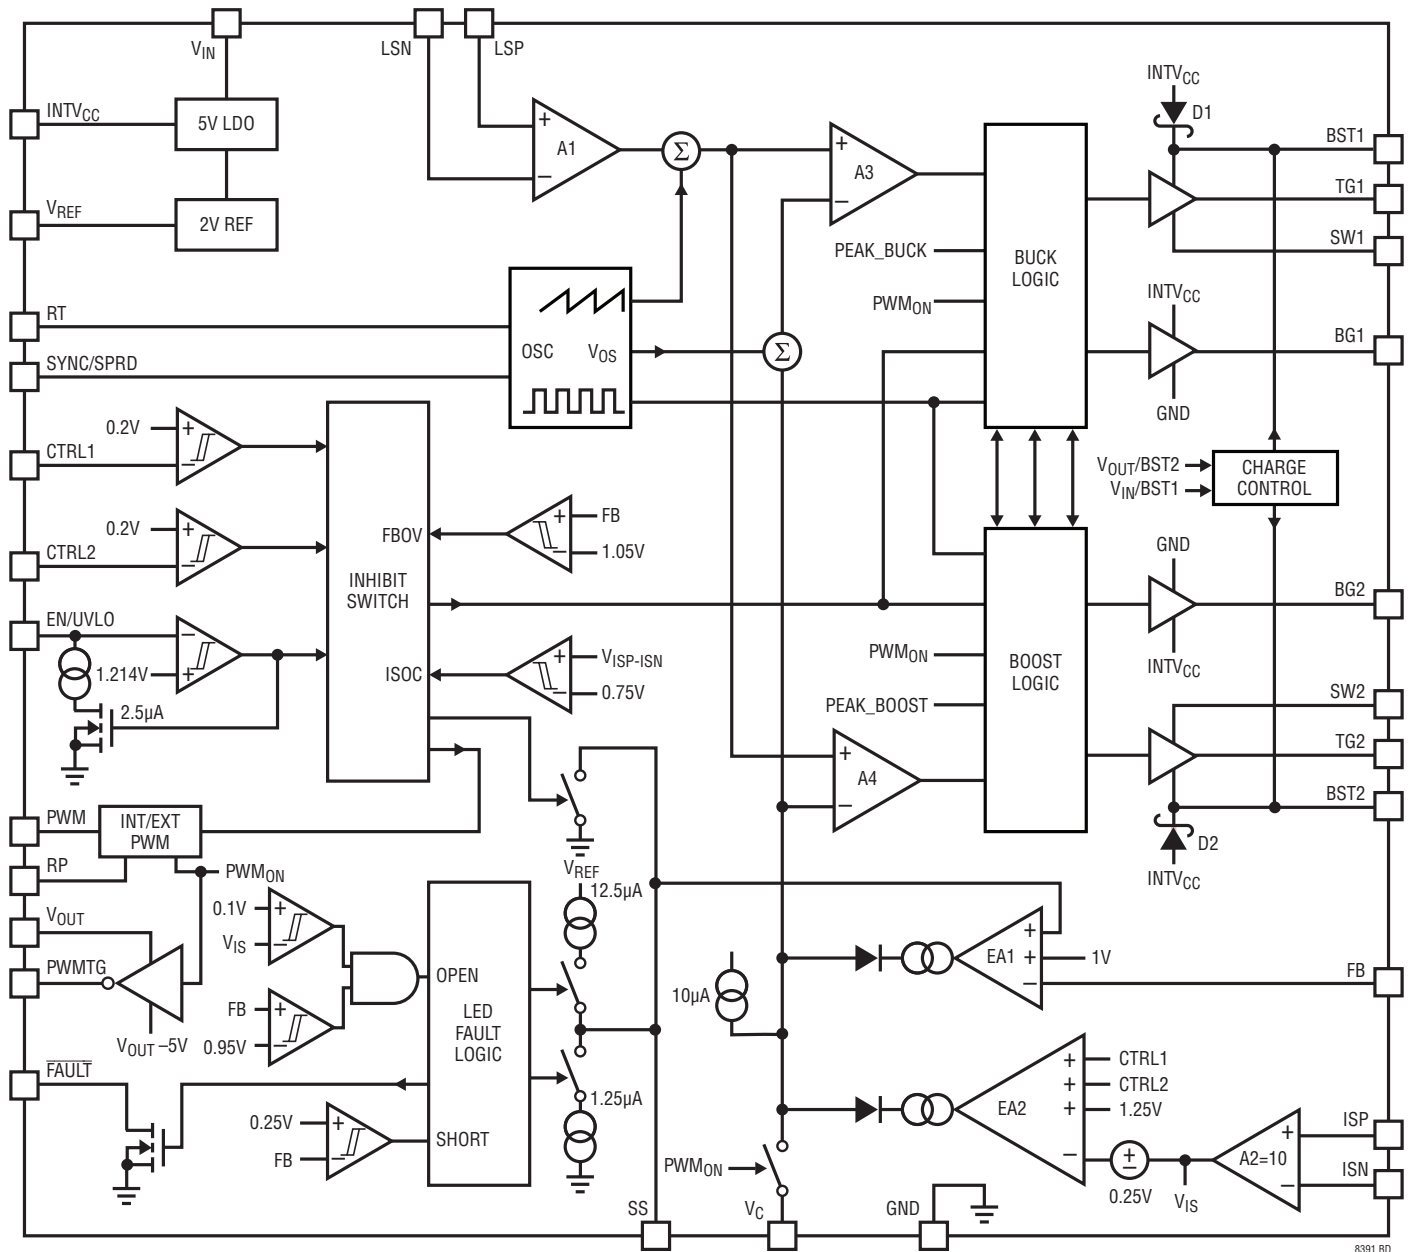 VIN
LSN
LSP
INTVCC
5V LDO
VREF
2V REF
RT
SYNC/SPRD
CTRL1
0.2V
+
−
CTRL2
0.2V
+
−
EN/UVLO
−
1.214V
+
2.5µA
INHIBIT
SWITCH
FBOV
ISOC
+
FB
−
1.05V
+
VISP-ISN
−
0.75V
+
A1
−
Σ
OSC
VOS
Σ
+
A3
−
PEAK_BUCK
PWMON
BUCK
LOGIC
INTVCC
D1
BST1
TG1
SW1
INTVCC
BG1
GND
VOUT/BST2
VIN/BST1
CHARGE
CONTROL
GND
BG2
INTVCC
PWMON
BOOST
LOGIC
PEAK_BOOST
+
A4
−
SW2
TG2
BST2
D2
INTVCC
PWM
INT/EXT
PWM
RP
PWMON
VOUT
PWMTG
VOUT –5V
FAULT
0.1V
+
VIS
−
FB
+
0.95V
−
OPEN
LED
FAULT
LOGIC
SHORT
0.25V
+
FB
−
VREF
12.5µA
1.25µA
10µA
EA1
+
+
−
1V
FB
EA2
+
+
+
−
CTRL1
CTRL2
1.25V
+
−
0.25V
VIS
A2=10
+
−
ISP
ISN
PWMON
SS
VC
GND
8391 BD